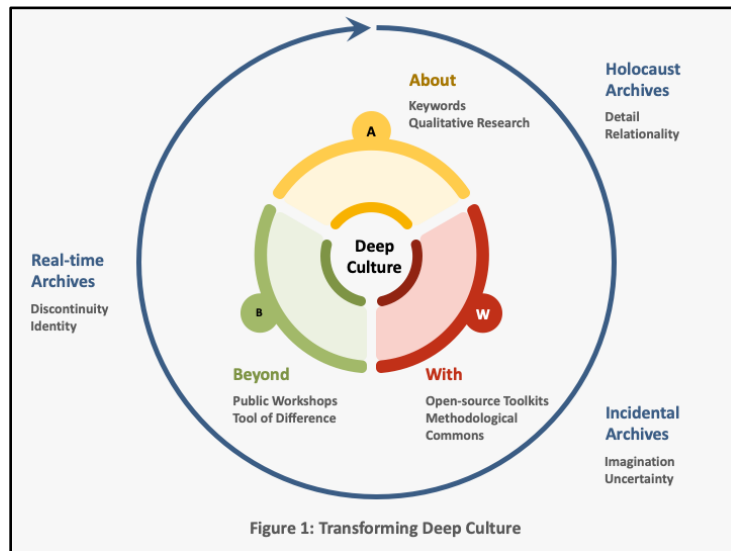 About
Keywords
Qualitative Research
Holocaust
Archives
Detail
Relationality
A
Deep
Culture
Real-time
Archives
Discontinuity
Identity
B
W
Beyond
Public Workshops
Tool of Difference
With
Open-source Toolkits
Methodological
Commons
Incidental
Archives
Imagination
Uncertainty
Figure 1: Transforming Deep Culture